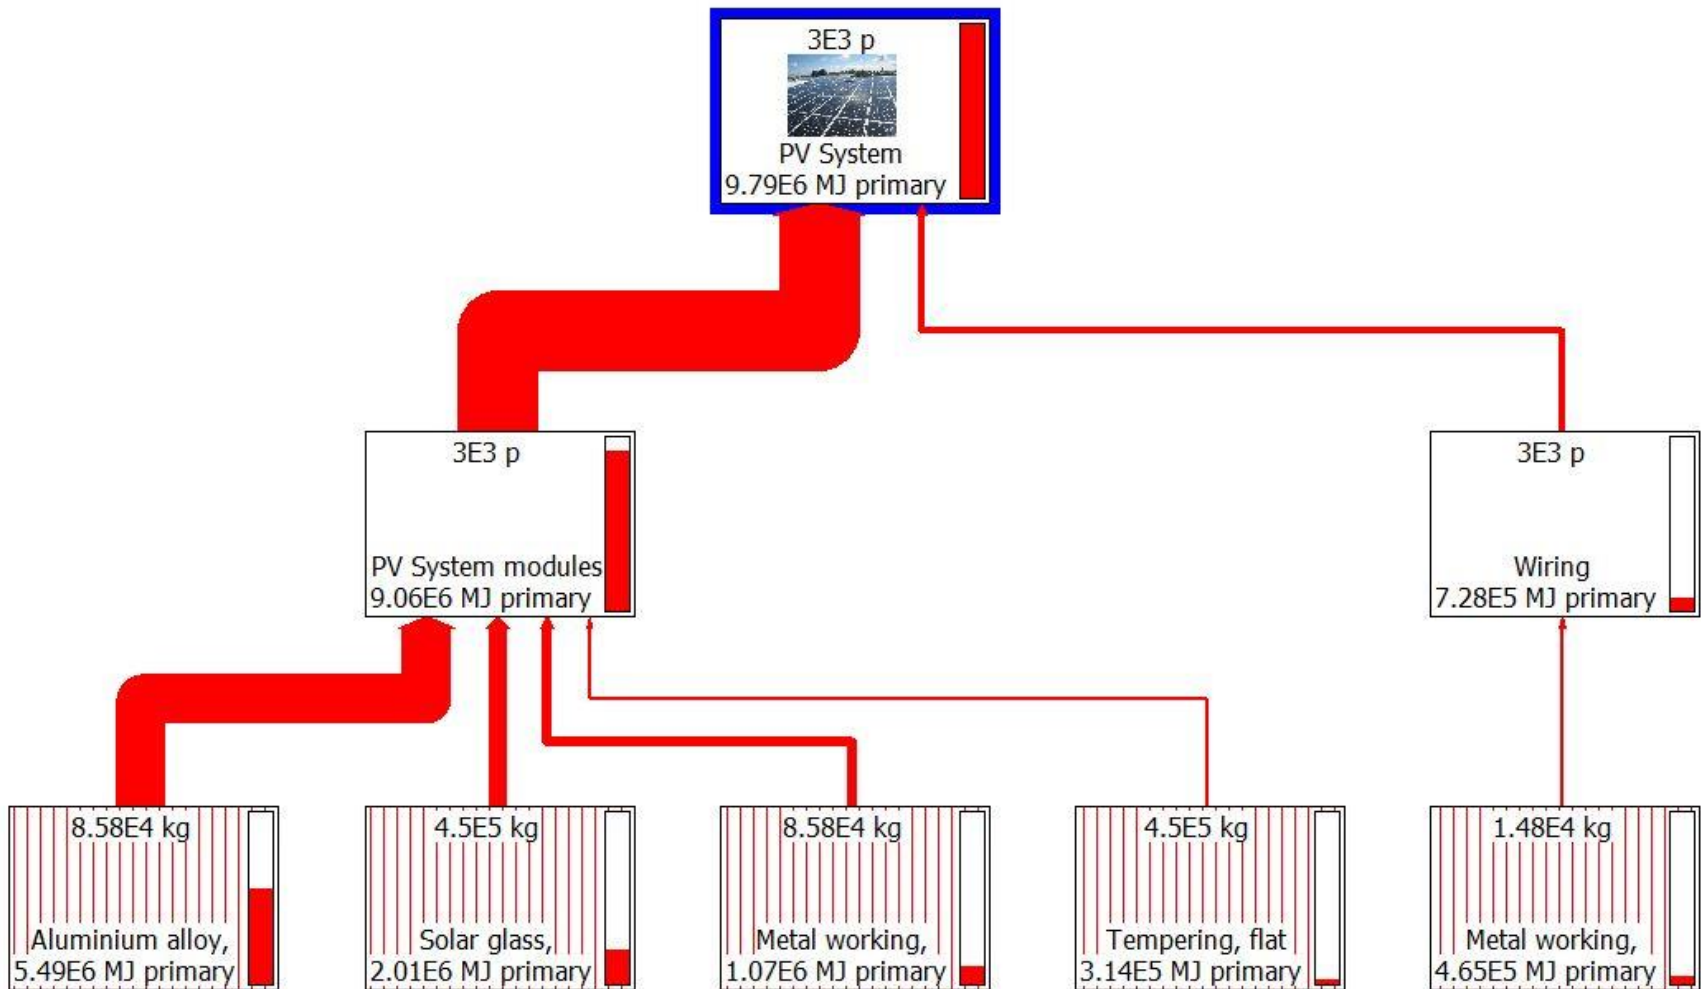 3E3 p
PV System
9.79E6 MJ primary
3E3 p
PV System modules
9.06E6 MJ primary
3E3 p
Wiring
7.28E5 MJ primary
8.58E4 kg
Aluminium alloy,
5.49E6 MJ primary
4.5E5 kg
Solar glass,
2.01E6 MJ primary
8.58E4 kg
Metal working,
1.07E6 MJ primary
4.5E5 kg
Tempering, flat
3.14E5 MJ primary
1.48E4 kg
Metal working,
4.65E5 MJ primary